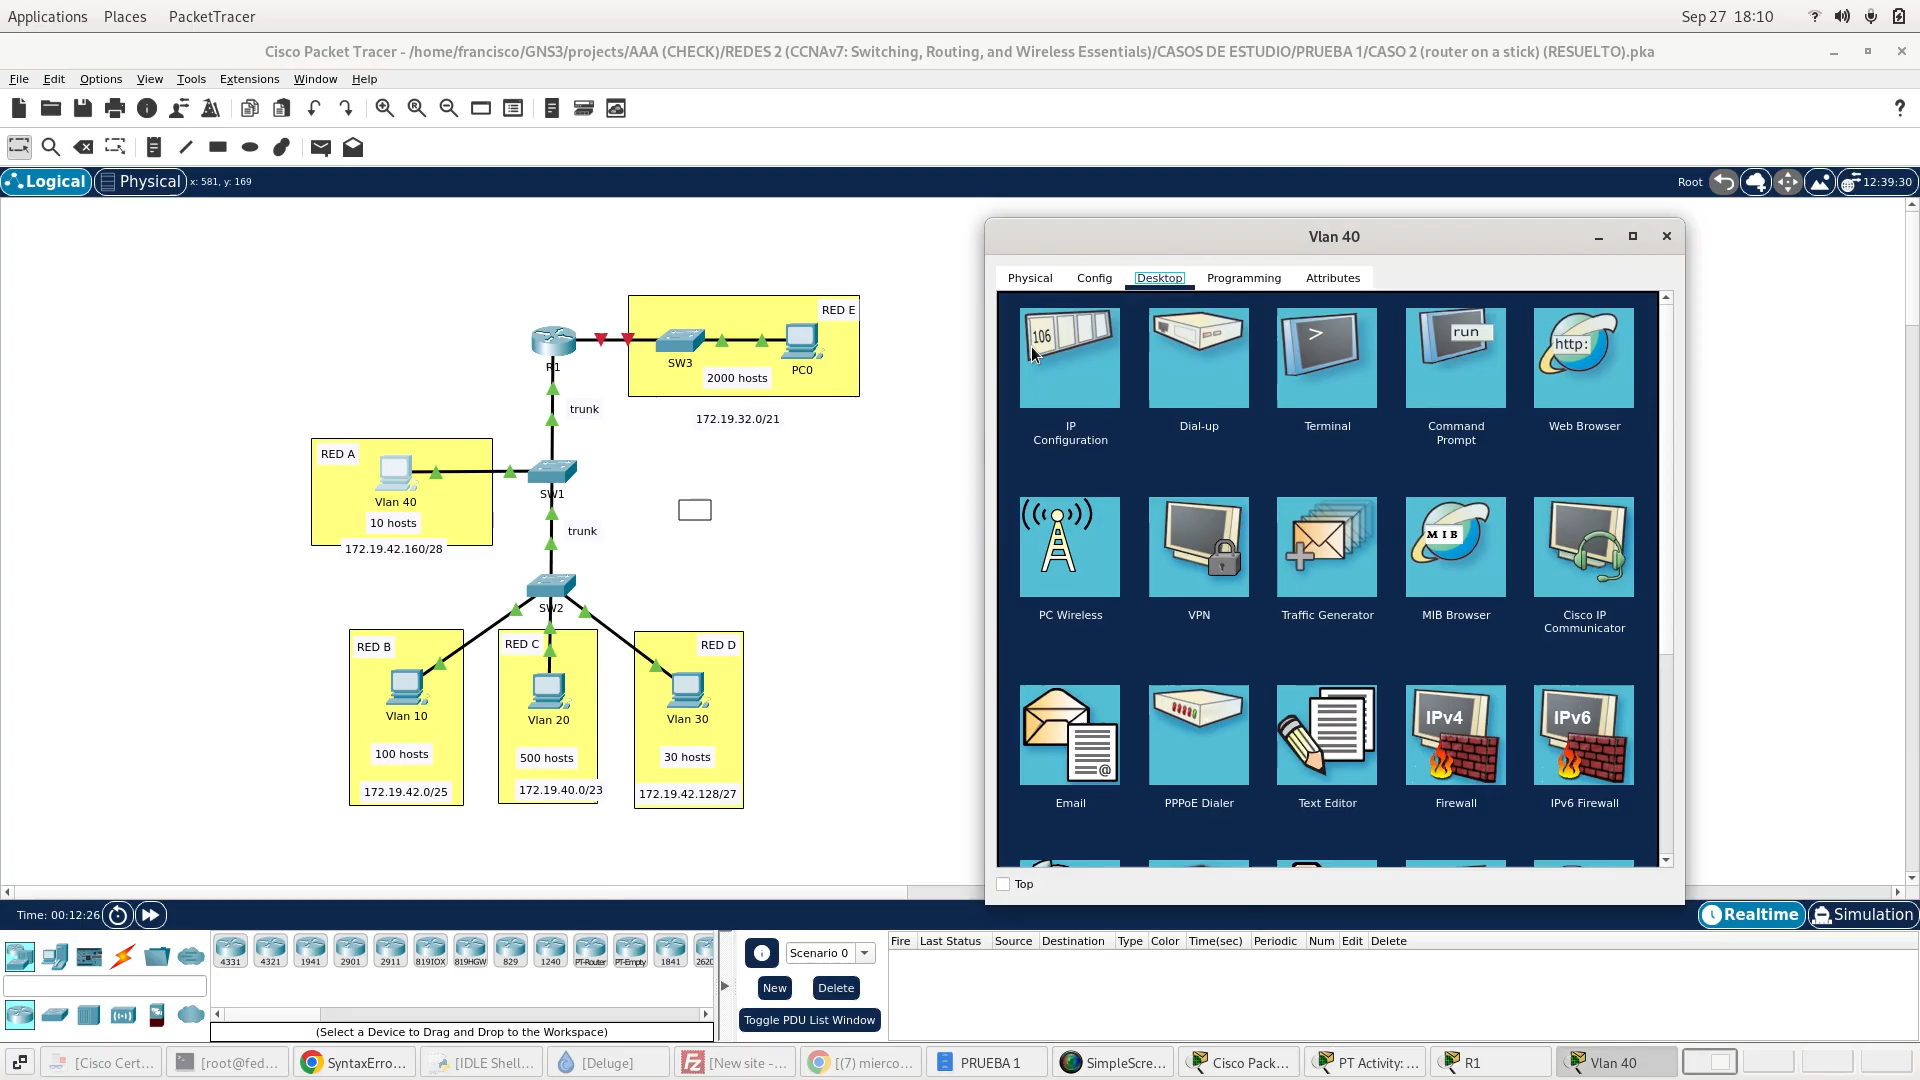 Applications Places PacketTracer Sep 27 18:10
Cisco Packet Tracer - /home/francisco/GNS3/projects/AAA (CHECK)/REDES 2 (CCNAv7: Switching, Routing, and Wireless Essentials)/CASOS DE ESTUDIO/PRUEBA 1/CASO 2 (router on a stick) (RESUELTO).pka
File Edit Options View Tools Extensions Window Help
Logical Physical x: 581, y: 169 Root 12:39:30
RED E
R1
SW3
PC0
2000 hosts
172.19.32.0/21
trunk
RED A
Vlan 40
10 hosts
172.19.42.160/28
SW1
trunk
SW2
RED B
Vlan 10
100 hosts
172.19.42.0/25
RED C
Vlan 20
500 hosts
172.19.40.0/23
RED D
Vlan 30
30 hosts
172.19.42.128/27
Vlan 40
Physical Config Desktop Programming Attributes
106
>
run
http:
IP Configuration
Dial-up
Terminal
Command Prompt
Web Browser
MIB
PC Wireless
VPN
Traffic Generator
MIB Browser
Cisco IP Communicator
@
IPv4
IPv6
Email
PPPoE Dialer
Text Editor
Firewall
IPv6 Firewall
Top
Time: 00:12:26
Realtime Simulation
4331 4321 1941 2901 2911 819IOX 819HGW 829 1240 PT-Router PT-Empty 1841 2620
(Select a Device to Drag and Drop to the Workspace)
Scenario 0
New Delete
Toggle PDU List Window
Fire Last Status Source Destination Type Color Time(sec) Periodic Num Edit Delete
[Cisco Cert... [root@fed... SyntaxErro... [IDLE Shell... [Deluge] [New site -... [(7) mierco... PRUEBA 1 SimpleScre... Cisco Pack... PT Activity: ... R1 Vlan 40